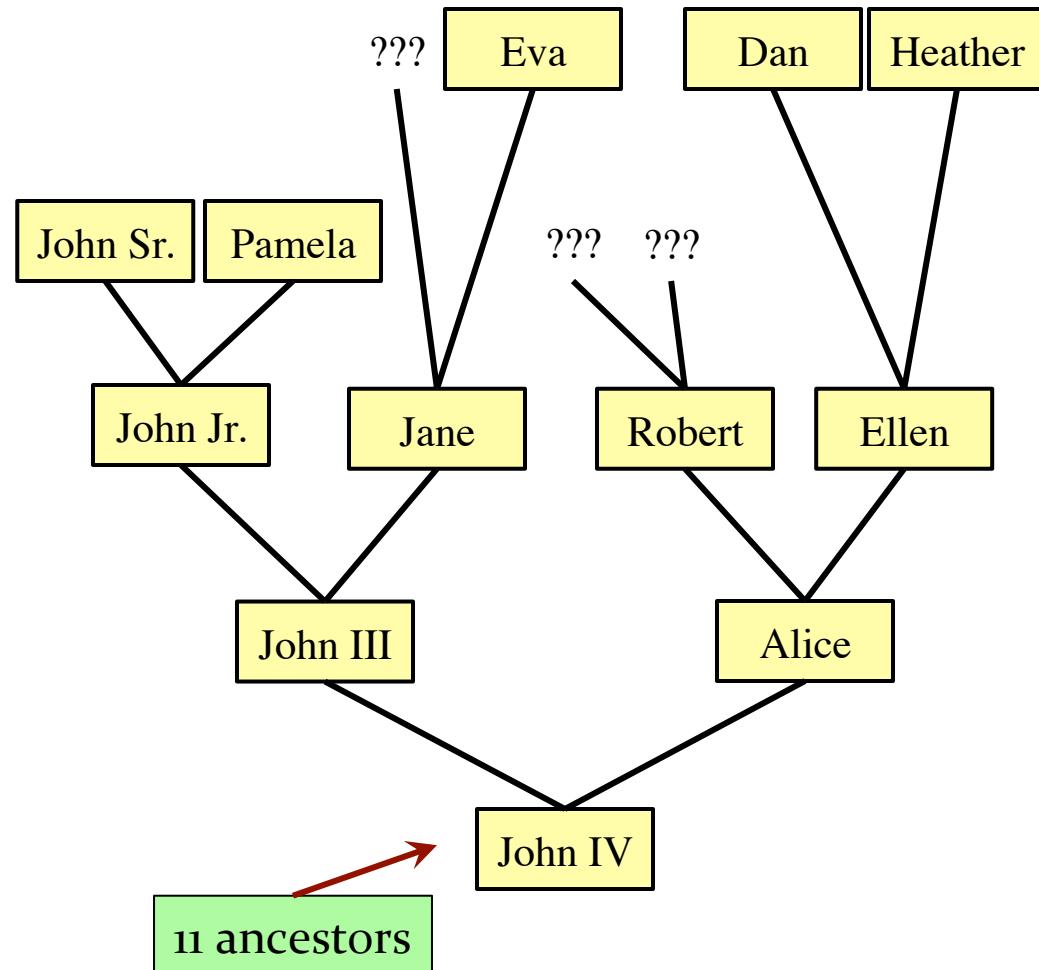 ??? Eva Dan Heather
John Sr. Pamela ??? ???
John Jr. Jane Robert Ellen
John III Alice
John IV
11 ancestors